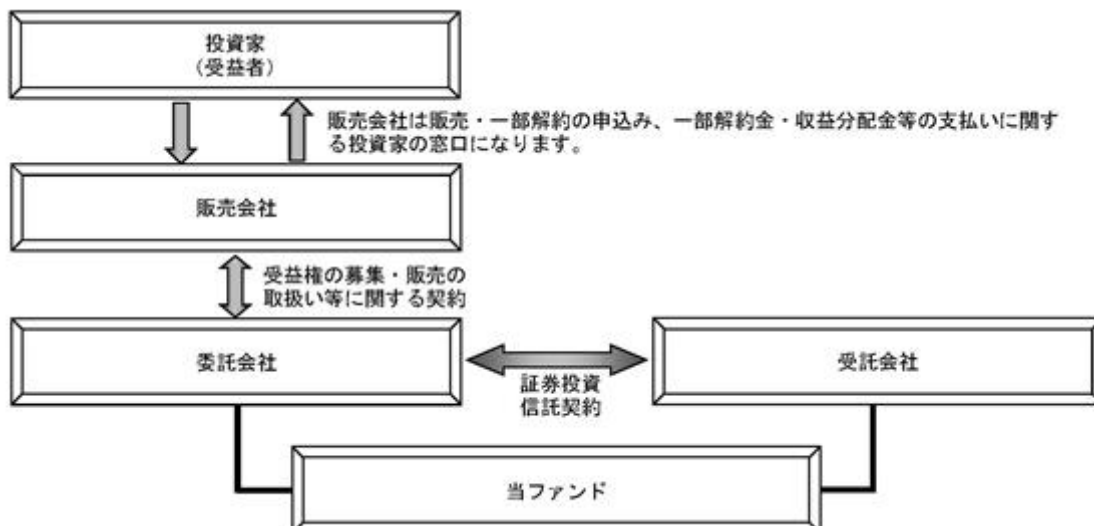 投資家
（受益者）
販売会社は販売・一部解約の申込み、一部解約金・収益分配金等の支払いに関す
る投資家の窓口になります。
販売会社
受益権の募集・販売の
取扱い等に関する契約
委託会社
受託会社
証券投資
信託契約
当ファンド